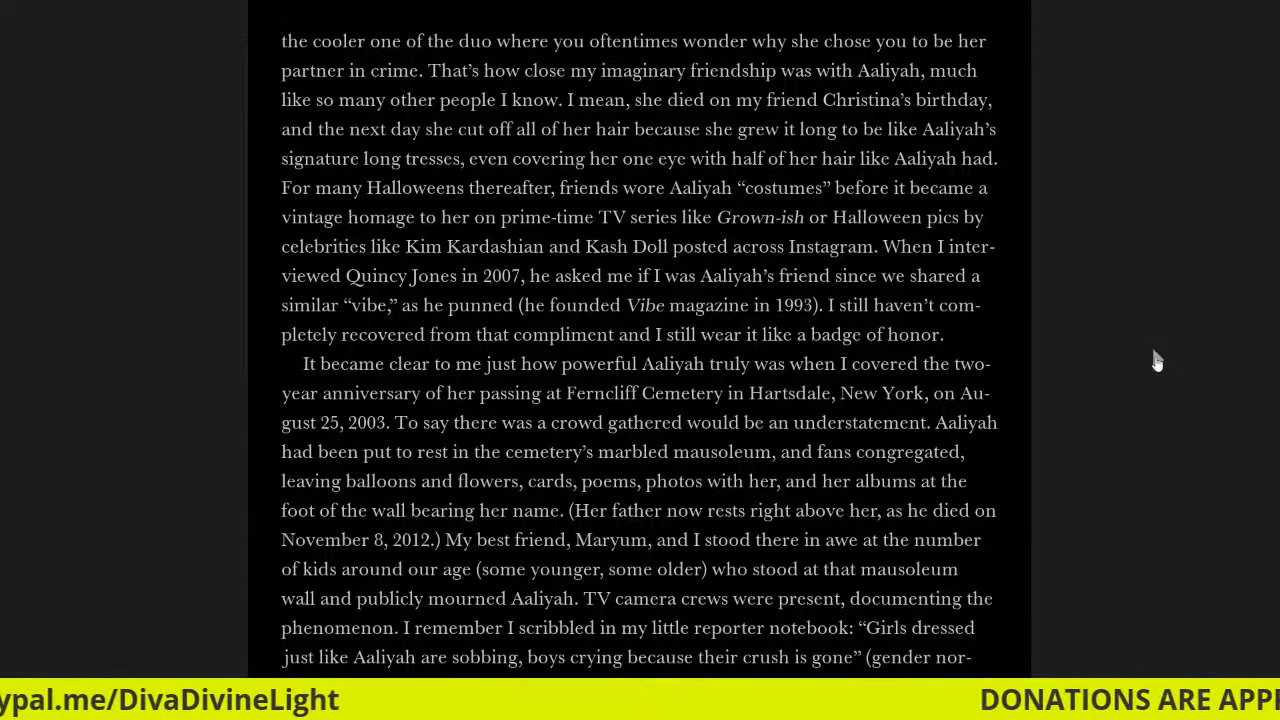 the cooler one of the duo where you oftentimes wonder why she chose you to be her
partner in crime. That’s how close my imaginary friendship was with Aaliyah, much
like so many other people I know. I mean, she died on my friend Christina’s birthday,
and the next day she cut off all of her hair because she grew it long to be like Aaliyah’s
signature long tresses, even covering her one eye with half of her hair like Aaliyah had.
For many Halloweens thereafter, friends wore Aaliyah “costumes” before it became a
vintage homage to her on prime-time TV series like Grown-ish or Halloween pics by
celebrities like Kim Kardashian and Kash Doll posted across Instagram. When I inter-
viewed Quincy Jones in 2007, he asked me if I was Aaliyah’s friend since we shared a
similar “vibe,” as he punned (he founded Vibe magazine in 1993). I still haven’t com-
pletely recovered from that compliment and I still wear it like a badge of honor.
It became clear to me just how powerful Aaliyah truly was when I covered the two-
year anniversary of her passing at Ferncliff Cemetery in Hartsdale, New York, on Au-
gust 25, 2003. To say there was a crowd gathered would be an understatement. Aaliyah
had been put to rest in the cemetery’s marbled mausoleum, and fans congregated,
leaving balloons and flowers, cards, poems, photos with her, and her albums at the
foot of the wall bearing her name. (Her father now rests right above her, as he died on
November 8, 2012.) My best friend, Maryum, and I stood there in awe at the number
of kids around our age (some younger, some older) who stood at that mausoleum
wall and publicly mourned Aaliyah. TV camera crews were present, documenting the
phenomenon. I remember I scribbled in my little reporter notebook: “Girls dressed
just like Aaliyah are sobbing, boys crying because their crush is gone” (gender nor-
ypal.me/DivaDivineLight DONATIONS ARE APPE